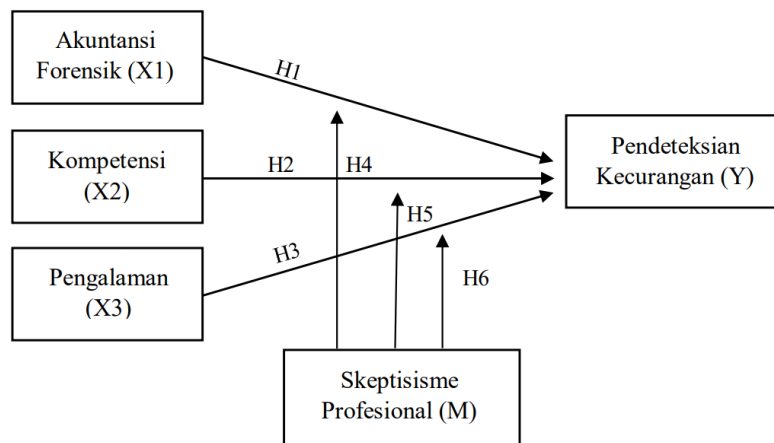 Akuntansi
Forensik (X1)
H1
Kompetensi
(X2)
H2
H4
Pendeteksian
Kecurangan (Y)
H5
Pengalaman
(X3)
H3
H6
Skeptisisme
Profesional (M)